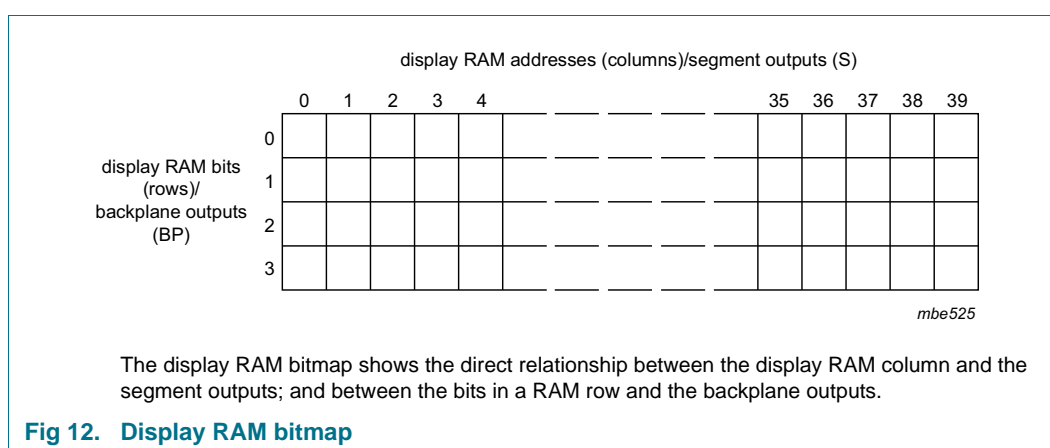 display RAM addresses (columns)/segment outputs (S)
0 1 2 3 4 35 36 37 38 39
0
display RAM bits
1
(rows)/
backplane outputs
2
(BP)
3
mbe525
The display RAM bitmap shows the direct relationship between the display RAM column and the
segment outputs; and between the bits in a RAM row and the backplane outputs.
Fig 12. Display RAM bitmap